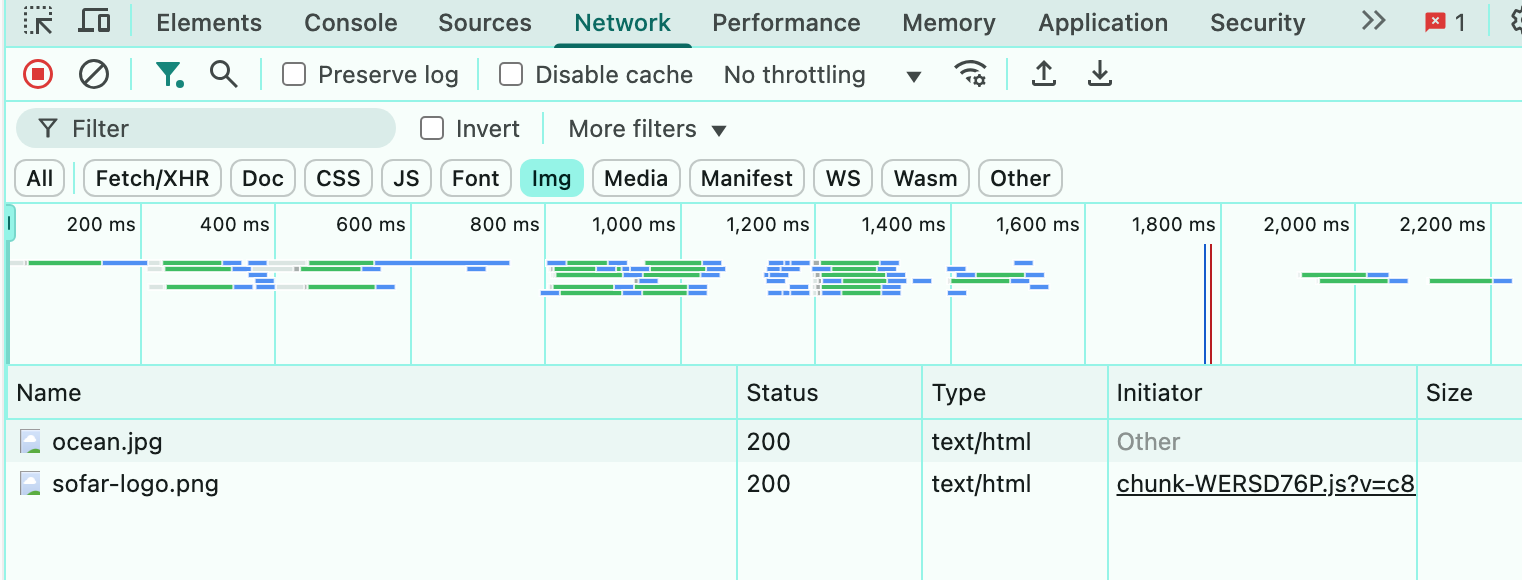 Elements Console Sources Network Performance Memory Application Security 1
Preserve log Disable cache No throttling
Filter Invert More filters
All Fetch/XHR Doc CSS JS Font Img Media Manifest WS Wasm Other
200 ms 400 ms 600 ms 800 ms 1,000 ms 1,200 ms 1,400 ms 1,600 ms 1,800 ms 2,000 ms 2,200 ms
Name Status Type Initiator Size
ocean.jpg 200 text/html Other
sofar-logo.png 200 text/html chunk-WERSD76P.js?v=c8